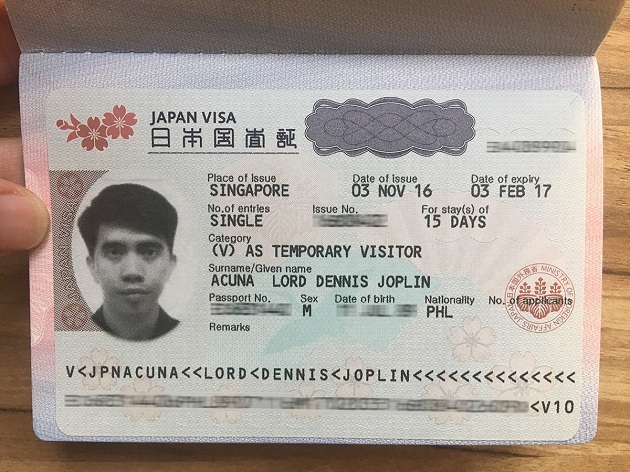 JAPAN VISA
日本国査証
Place of Issue Date of Issue Date of expiry
SINGAPORE 03 NOV 16 03 FEB 17
No.of entries Issue No. For stay(s) of
SINGLE 15 DAYS
Category
(V) AS TEMPORARY VISITOR
Surname/Given name
ACUNA LORD DENNIS JOPLIN
Passport No. Sex Date of birth Nationality No. of applicants
M PHL
Remarks
V<JPNACUNA<<LORD<DENNIS<JOPLIN<<<<<<<<<<<<<<
<V10